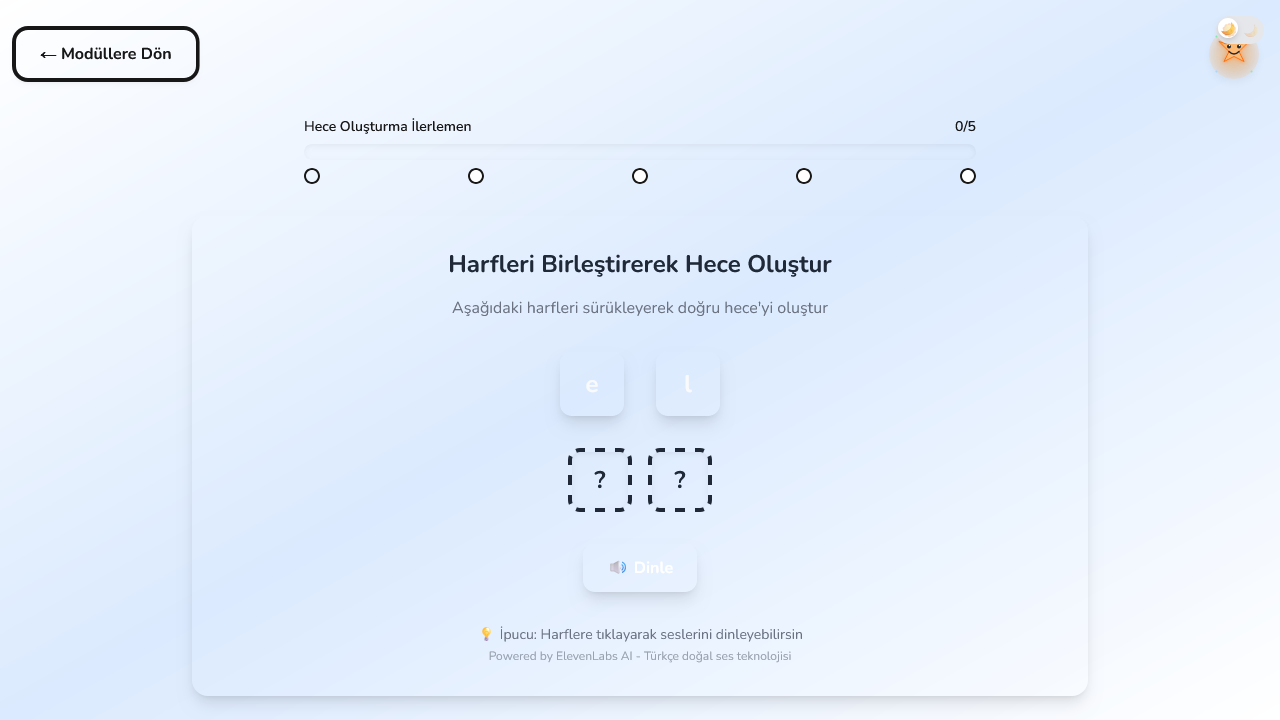 ← Modüllere Dön
Hece Oluşturma İlerlemen 0/5
Harfleri Birleştirerek Hece Oluştur
Aşağıdaki harfleri sürükleyerek doğru hece'yi oluştur
e l
? ?
🔊 Dinle
💡 İpucu: Harflere tıklayarak seslerini dinleyebilirsin
Powered by ElevenLabs AI - Türkçe doğal ses teknolojisi